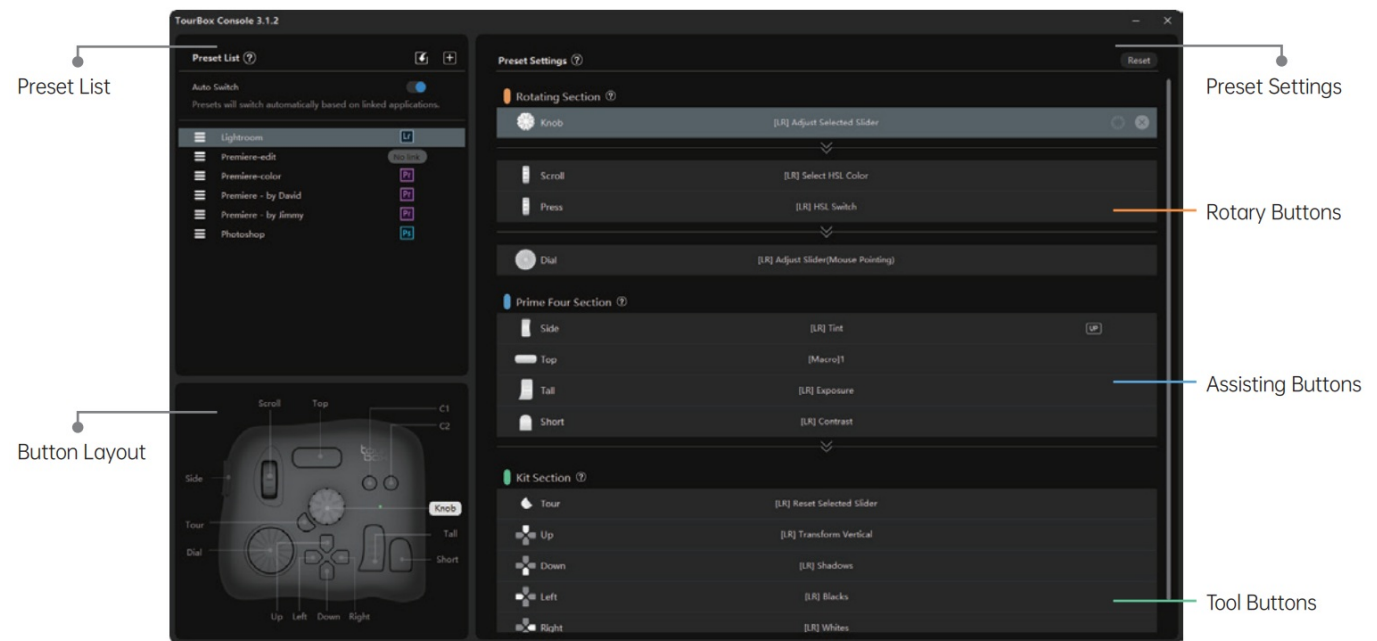 TourBox Console 3.1.2
Preset List
Preset List
Auto Switch
Presets will switch automatically based on linked applications.
Lightroom Lr
Premiere-edit No link
Premiere-color Pr
Premiere - by David Pr
Premiere - by Jimmy Pr
Photoshop Ps
Button Layout
Scroll Top C1
C2
Side
Knob
Tour
Tall
Dial
Short
Up Left Down Right
Preset Settings Reset
Preset Settings
Rotating Section
Knob [LR] Adjust Selected Slider
Scroll [LR] Select HSL Color
Press [LR] HSL Switch
Rotary Buttons
Dial [LR] Adjust Slider(Mouse Pointing)
Prime Four Section
Side [LR] Tint UP
Top [Macro]1
Tall [LR] Exposure
Assisting Buttons
Short [LR] Contrast
Kit Section
Tour [LR] Reset Selected Slider
Up [LR] Transform Vertical
Down [LR] Shadows
Left [LR] Blacks
Tool Buttons
Right [LR] Whites